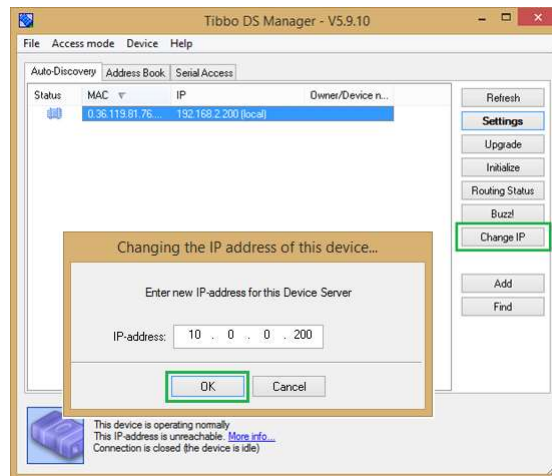 Tibbo DS Manager - V5.9.10
File Access mode Device Help
Auto-Discovery Address Book Serial Access
Status MAC IP Owner/Device n...
0.36.119.81.76.... 192.168.2.200 (local)
Refresh
Settings
Upgrade
Initialize
Routing Status
Buzz!
Change IP
Add
Find
Changing the IP address of this device...
Enter new IP-address for this Device Server
IP-address: 10 . 0 . 0 . 200
OK Cancel
This device is operating normally
This IP-address is unreachable. More info...
Connection is closed (the device is idle)